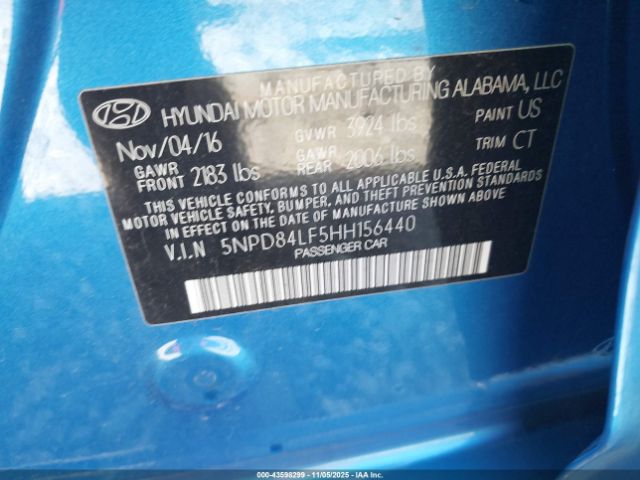 MANUFACTURED BY
HYUNDAI MOTOR MANUFACTURING ALABAMA, LLC
Nov/04/16 GVWR 3924 lbs PAINT US
GAWR FRONT 2183 lbs GAWR REAR 2006 lbs TRIM CT
THIS VEHICLE CONFORMS TO ALL APPLICABLE U.S.A. FEDERAL
MOTOR VEHICLE SAFETY, BUMPER, AND THEFT PREVENTION STANDARDS
IN EFFECT ON THE DATE OF MANUFACTURE SHOWN ABOVE.
V.I.N 5NPD84LF5HH156440
PASSENGER CAR
000-43598299 - 11/05/2025 - IAAI.COM